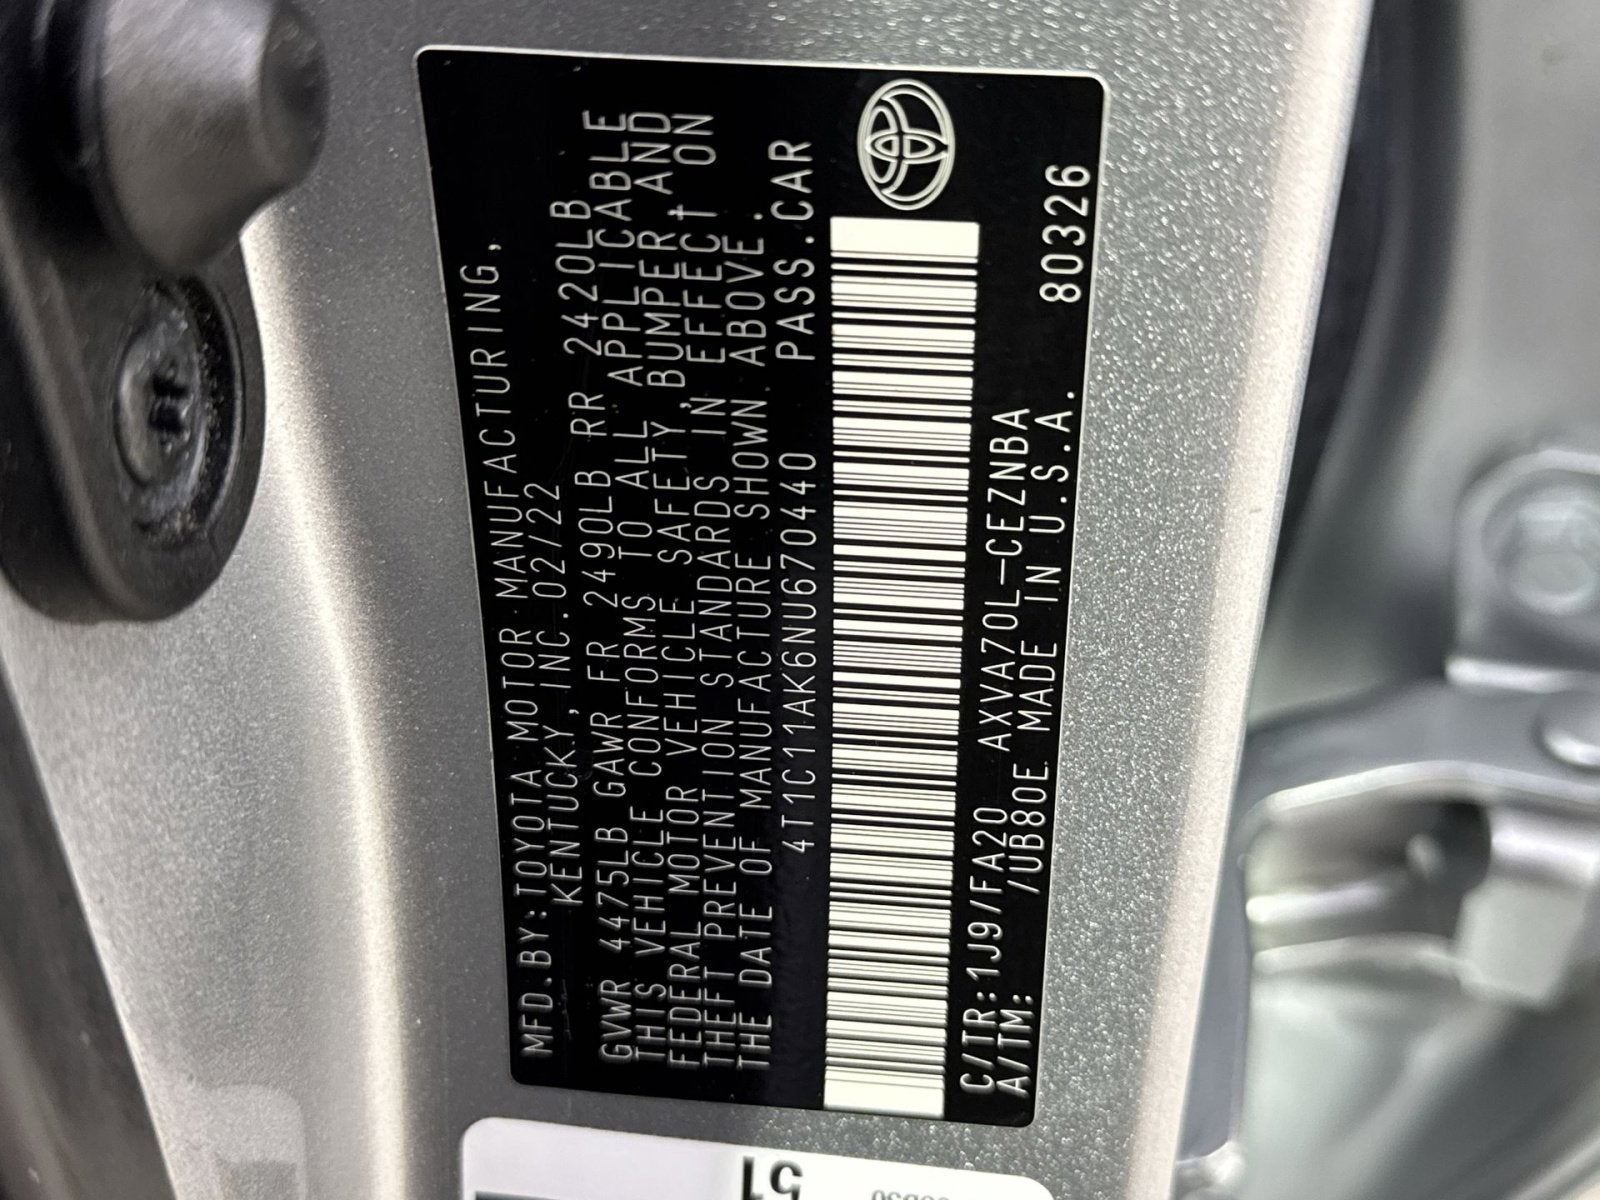 MFD.BY:TOYOTA MOTOR MANUFACTURING,
KENTUCKY,INC.02/22
GVWR 4475LB GAWR FR 2490LB RR 2420LB
THIS VEHICLE CONFORMS TO ALL APPLICABLE
FEDERAL MOTOR VEHICLE SAFETY,BUMPER,AND
THEFT PREVENTION STANDARDS IN EFFECT ON
THE DATE OF MANUFACTURE SHOWN ABOVE.
4T1C11AK6NU670440 PASS.CAR
C/TR:1J9/FA20 AXVA70L-CEZNBA 80326
A/TM: /UB80E MADE IN U.S.A.
51